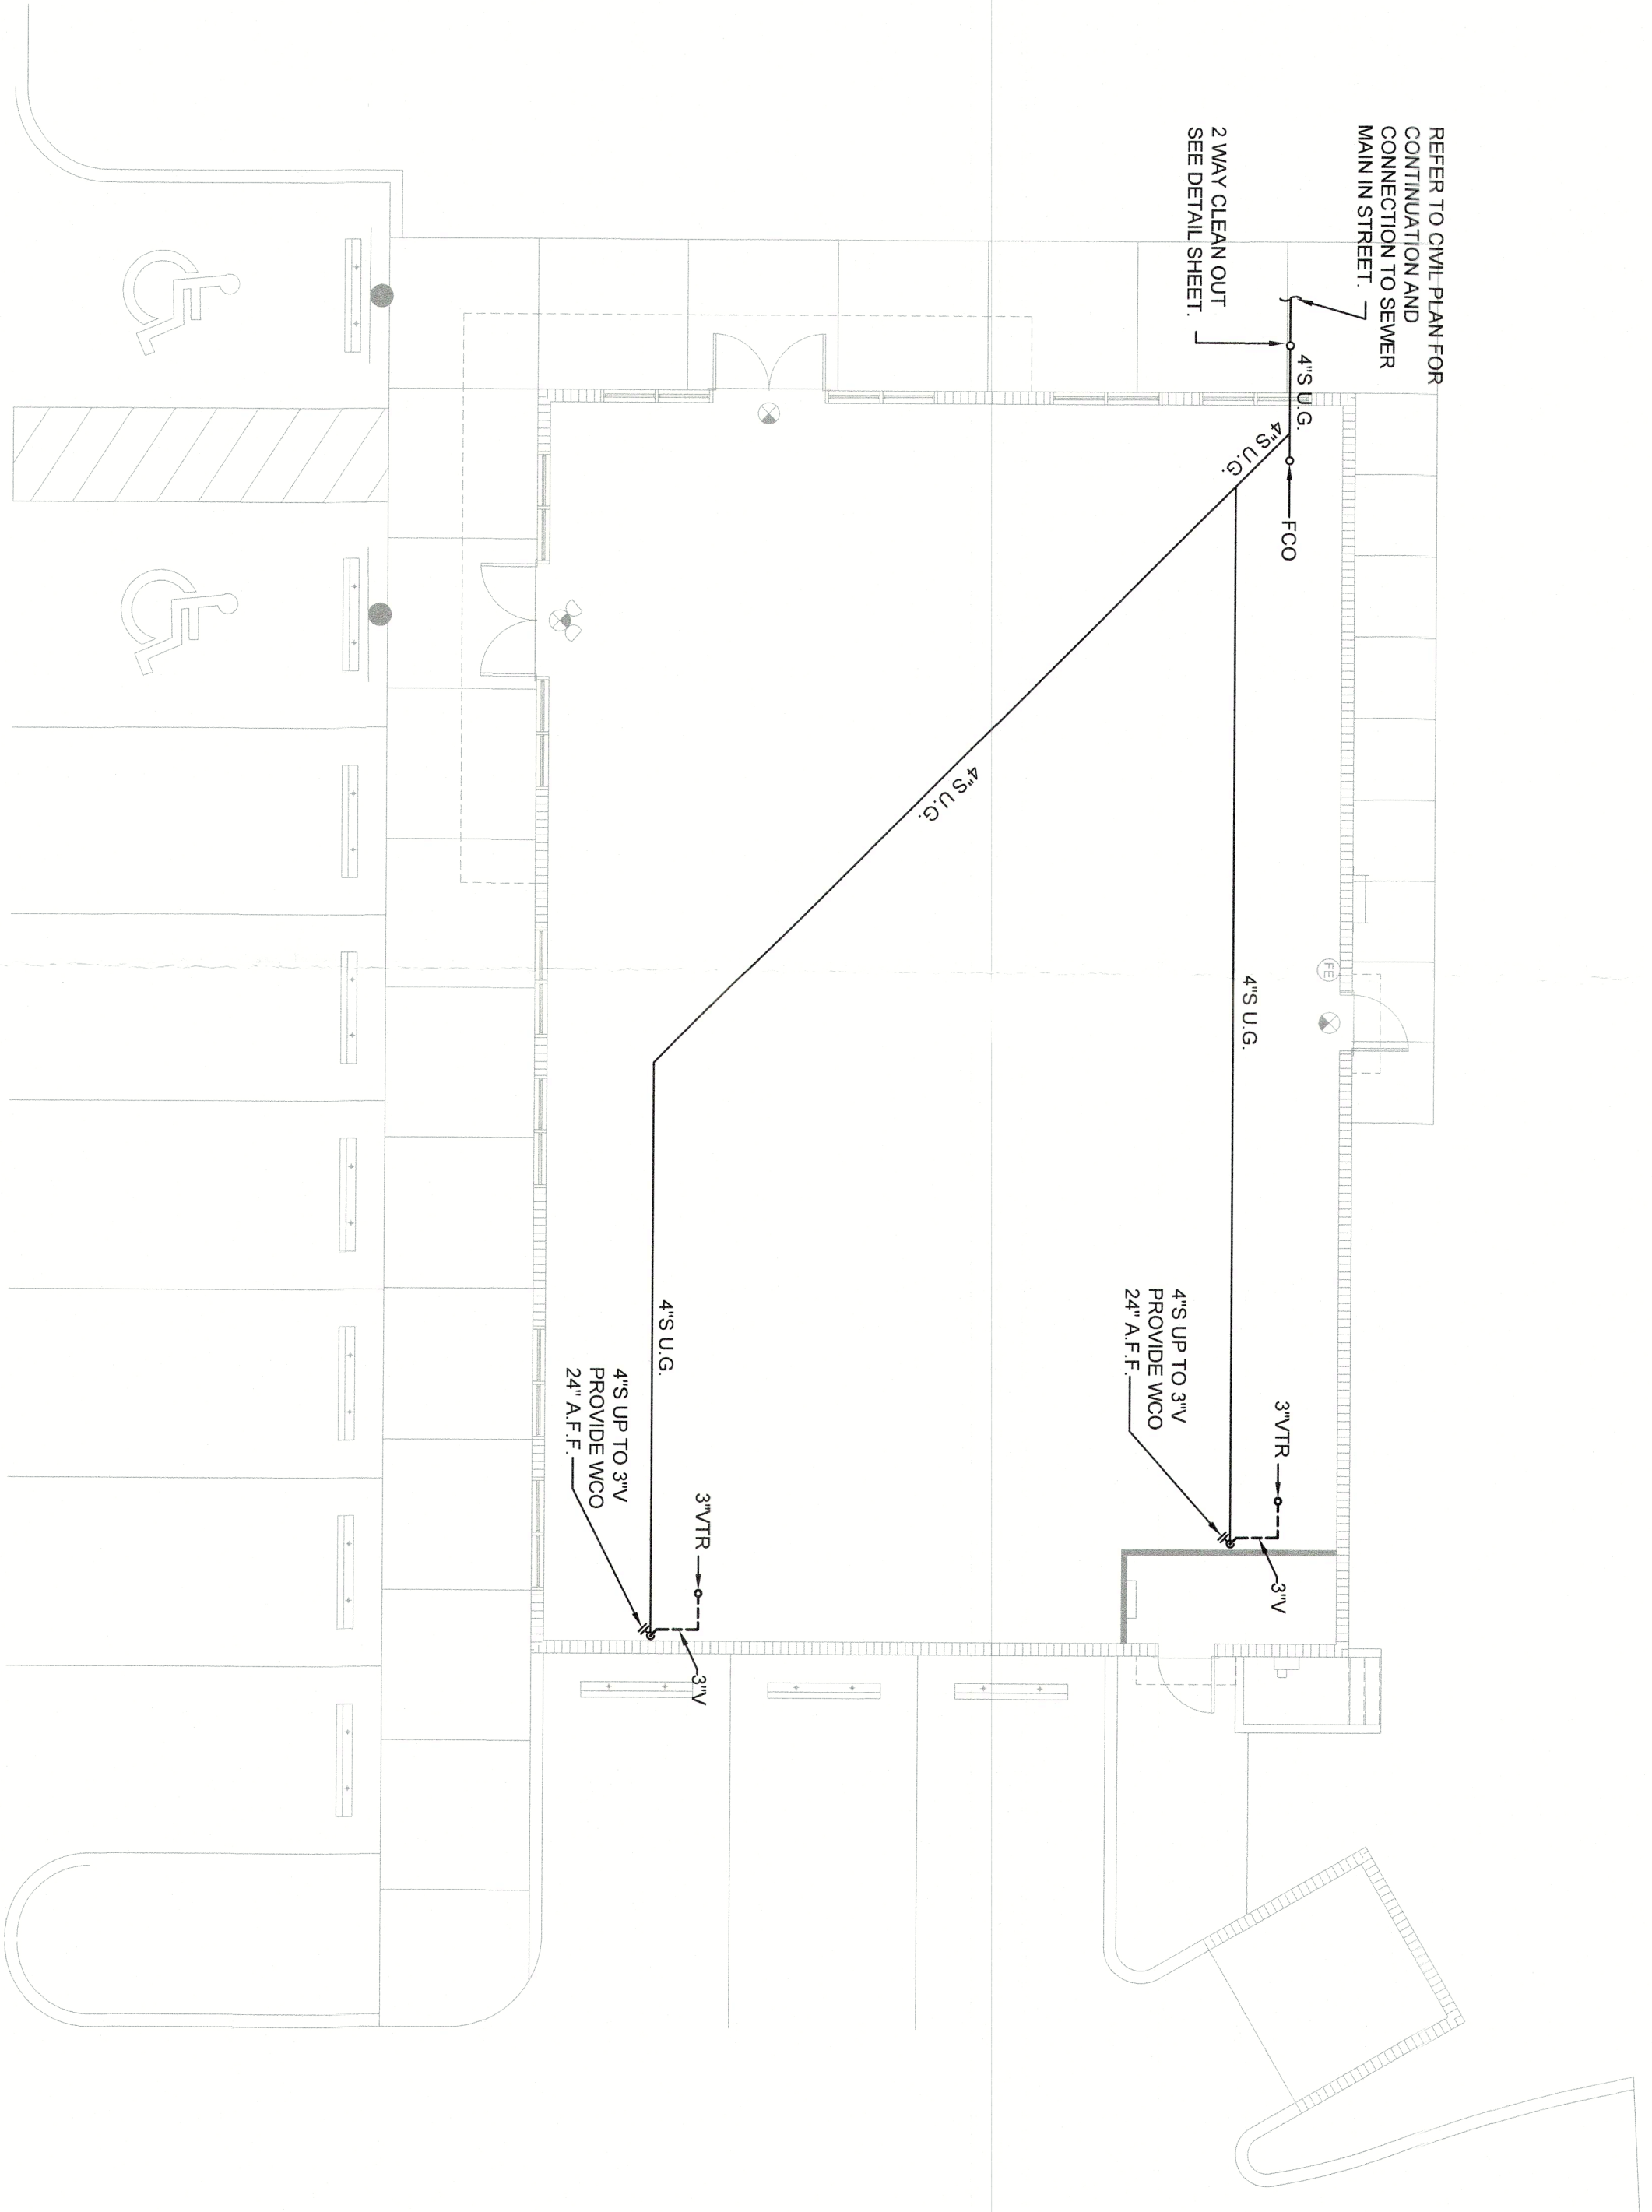 REFER TO CIVIL PLAN FOR
CONTINUATION AND
CONNECTION TO SEWER
MAIN IN STREET.
2 WAY CLEAN OUT
SEE DETAIL SHEET.
4"S U.G.
4"S U.G.
FCO
4"S U.G.
4"S U.G.
FE
4"S UP TO 3"V
PROVIDE WCO
24" A.F.F.
3"VTR
3"V
4"S U.G.
4"S UP TO 3"V
PROVIDE WCO
24" A.F.F.
3"VTR
3"V